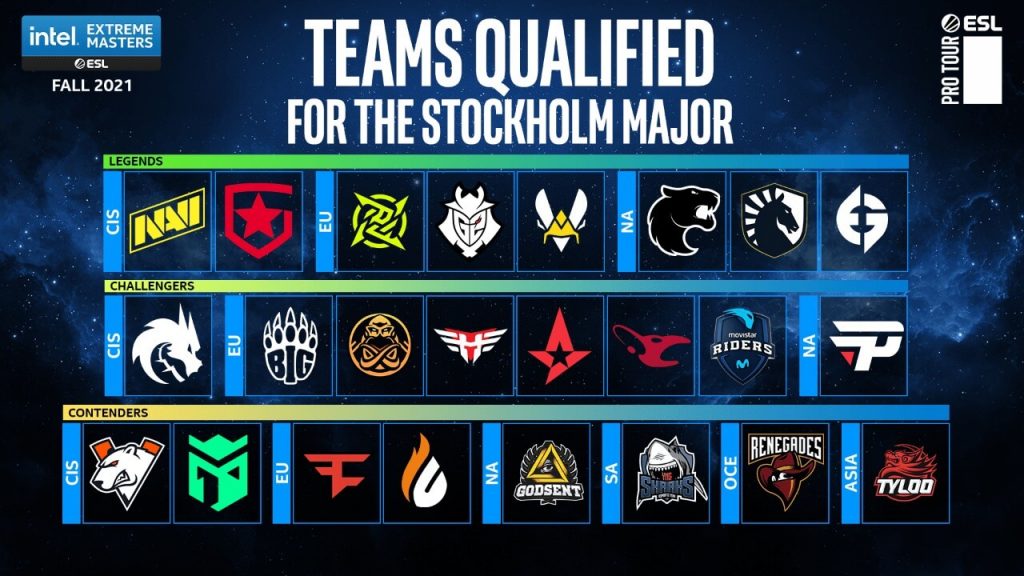 intel. EXTREME MASTERS
ESL
FALL 2021
TEAMS QUALIFIED
FOR THE STOCKHOLM MAJOR
PRO TOUR ESL
LEGENDS
CIS
NAVI
G
EU
G2
NA
EG
CHALLENGERS
CIS
EU
BIG
movistar
RIDERS
NA
P
CONTENDERS
CIS
EU
NA
GODSENT
SA
SHARKS
OCE
RENEGADES
ASIA
TYLOO